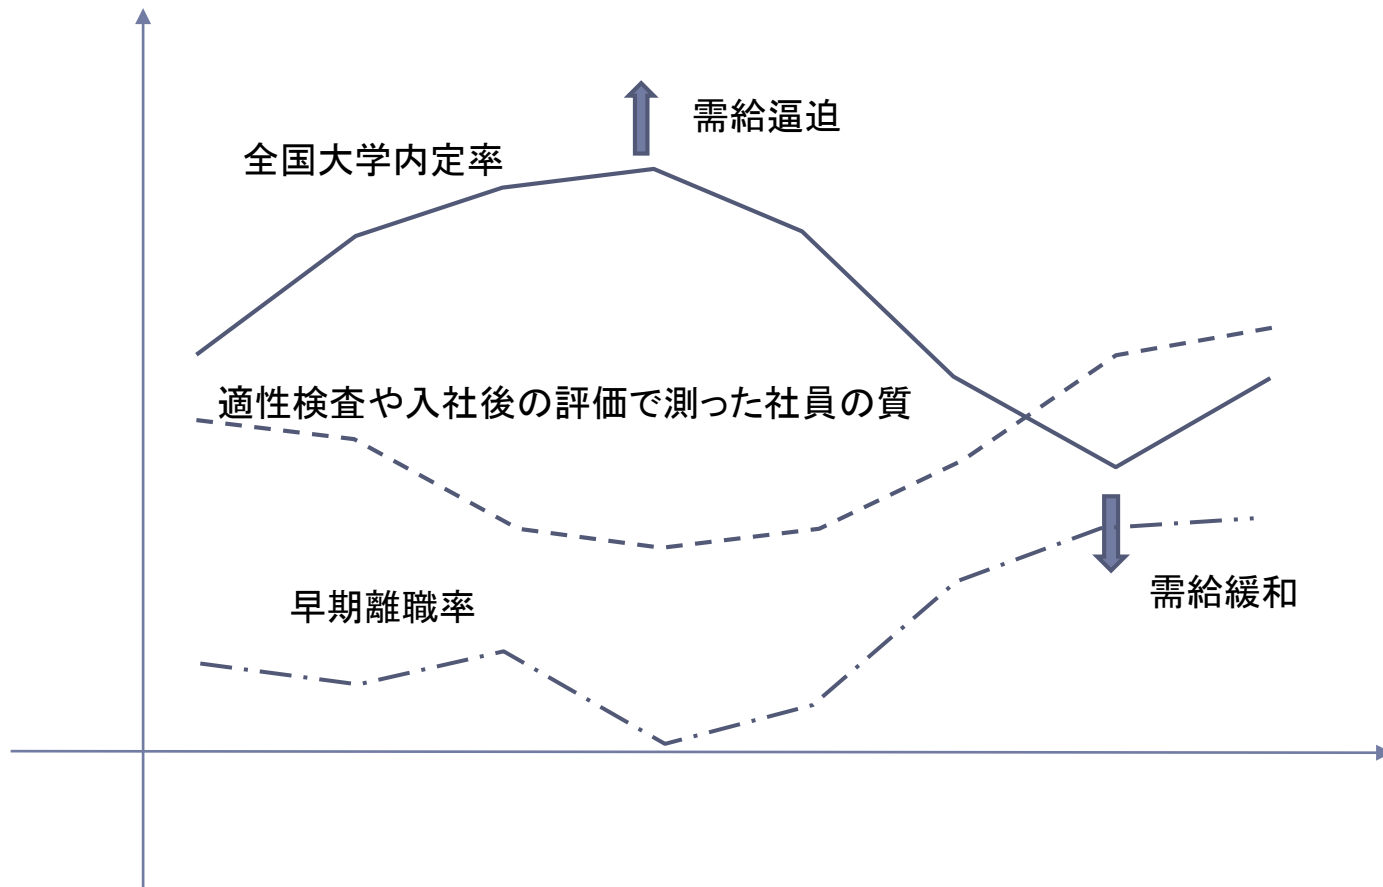 需給逼迫
全国大学内定率
適性検査や入社後の評価で測った社員の質
需給緩和
早期離職率